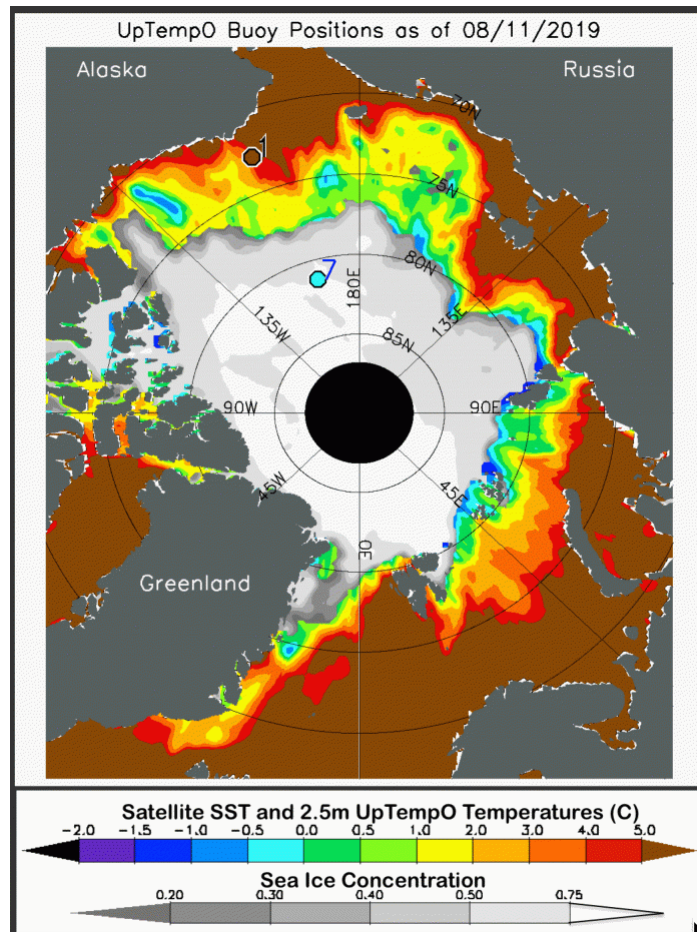 UpTempO Buoy Positions as of 08/11/2019
Alaska
Russia
70N
1
75N
80N
7
180E
135W
135E
85N
90W
90E
45W
45E
0E
Greenland
Satellite SST and 2.5m UpTempO Temperatures (C)
-2.0 -1.5 -1.0 -0.5 0.0 0.5 1.0 2.0 3.0 4.0 5.0
Sea Ice Concentration
0.20 0.30 0.40 0.50 0.75